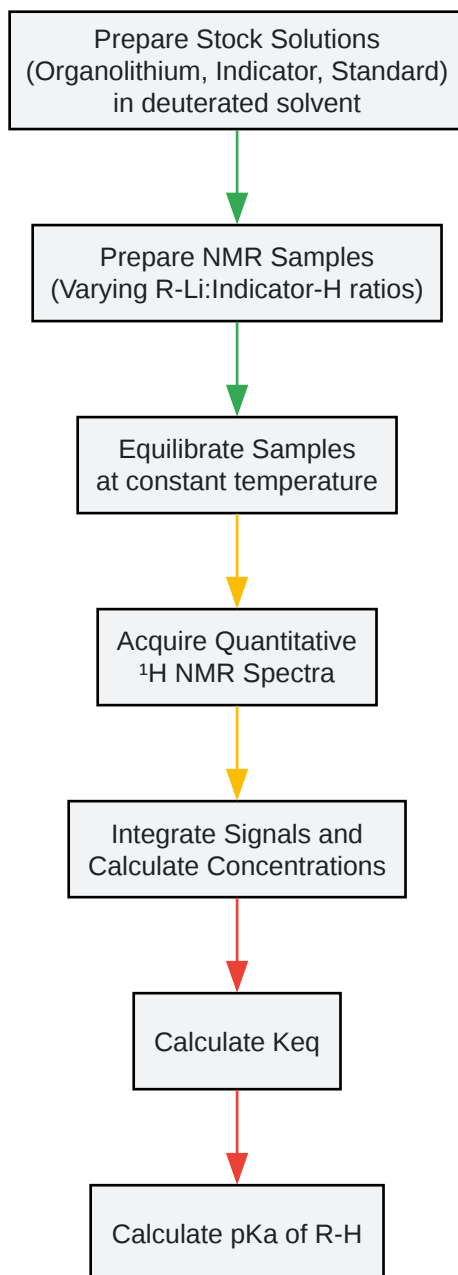 Prepare Stock Solutions
(Organolithium, Indicator, Standard)
in deuterated solvent
Prepare NMR Samples
(Varying R-Li:Indicator-H ratios)
Equilibrate Samples
at constant temperature
Acquire Quantitative
¹H NMR Spectra
Integrate Signals and
Calculate Concentrations
Calculate Keq
Calculate pKa of R-H